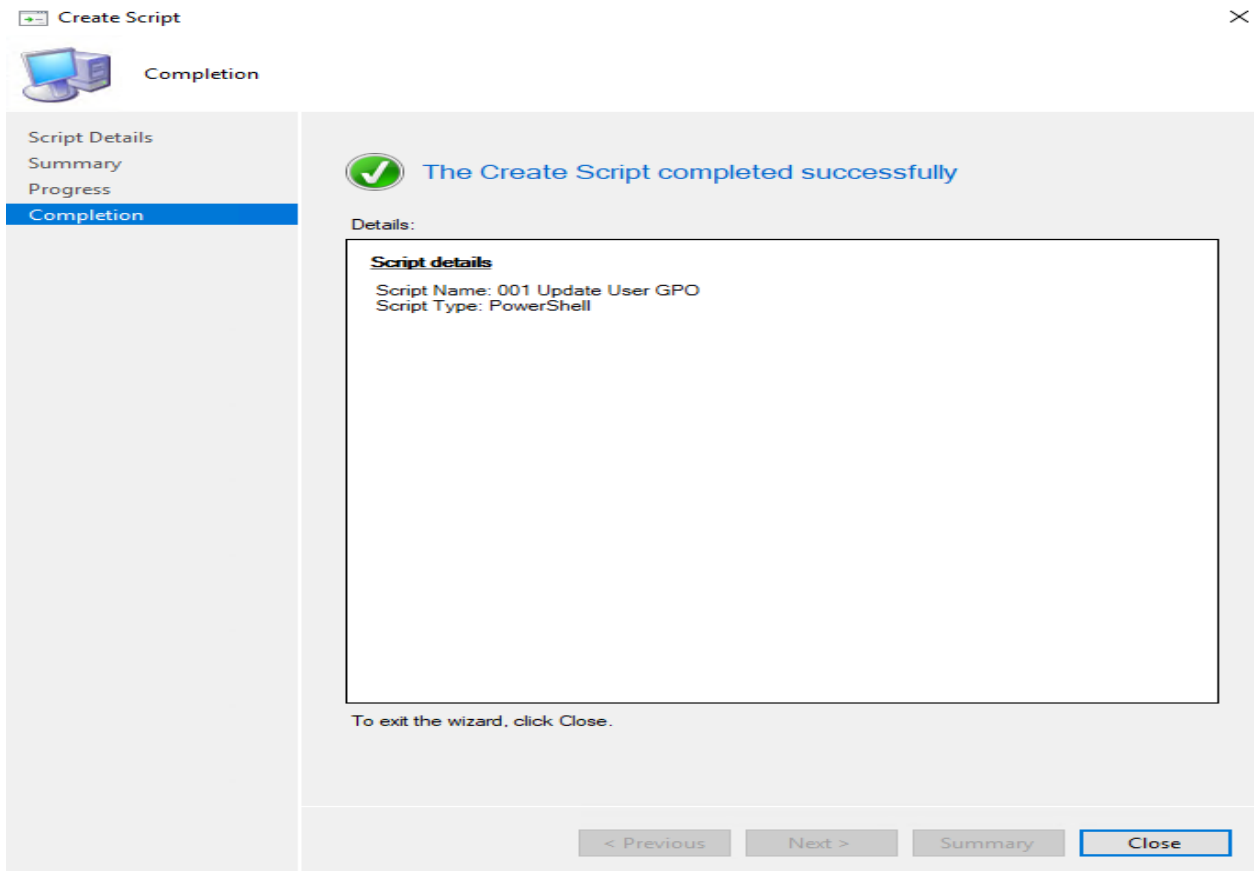 Create Script
Completion
Script Details
Summary
Progress
Completion
The Create Script completed successfully
Details:
Script details
Script Name: 001 Update User GPO
Script Type: PowerShell
To exit the wizard, click Close.
< Previous
Next >
Summary
Close